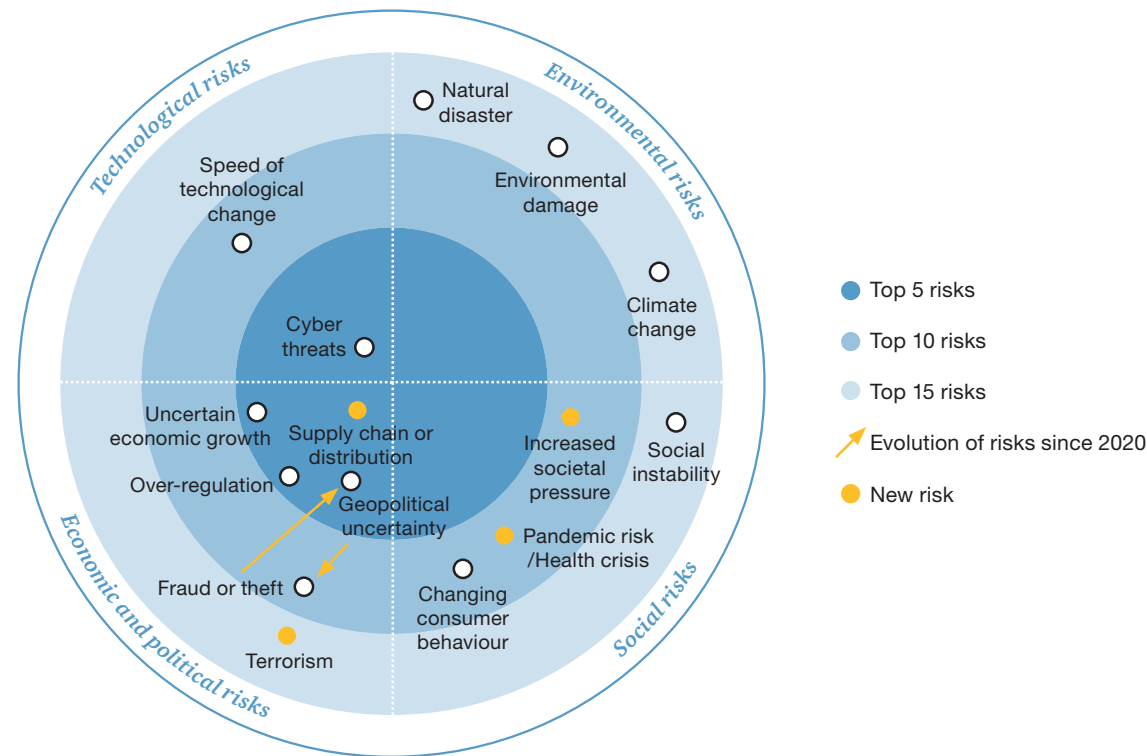 Technological risks
Environmental risks
Natural
disaster
Environmental
damage
Speed of
technological
change
Climate
change
Cyber
threats
Uncertain
economic growth
Supply chain or
distribution
Over-regulation
Geopolitical
uncertainty
Fraud or theft
Terrorism
Increased
societal
pressure
Social
instability
Pandemic risk
/Health crisis
Changing
consumer
behaviour
Economic and political risks
Social risks
Top 5 risks
Top 10 risks
Top 15 risks
Evolution of risks since 2020
New risk